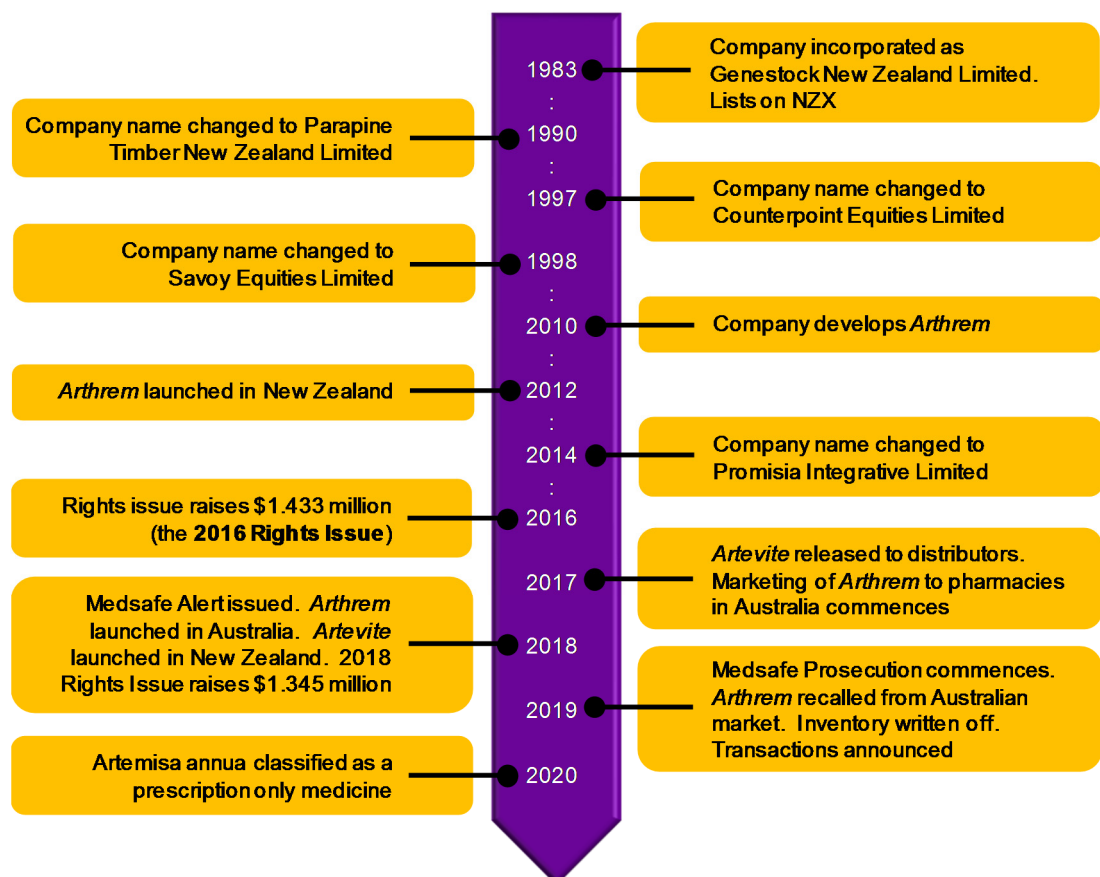 1983
Company incorporated as
Genestock New Zealand Limited.
Lists on NZX
:
Company name changed to Parapine
Timber New Zealand Limited
1990
:
1997
Company name changed to
Counterpoint Equities Limited
Company name changed to
Savoy Equities Limited
1998
:
2010
Company develops Arthrem
:
Arthrem launched in New Zealand
2012
:
2014
Company name changed to
Promisia Integrative Limited
:
Rights issue raises $1.433 million
(the 2016 Rights Issue)
2016
2017
Artevite released to distributors.
Marketing of Arthrem to pharmacies
in Australia commences
Medsafe Alert issued. Arthrem
launched in Australia. Artevite
launched in New Zealand. 2018
Rights Issue raises $1.345 million
2018
2019
Medsafe Prosecution commences.
Arthrem recalled from Australian
market. Inventory written off.
Transactions announced
Artemisa annua classified as a
prescription only medicine
2020